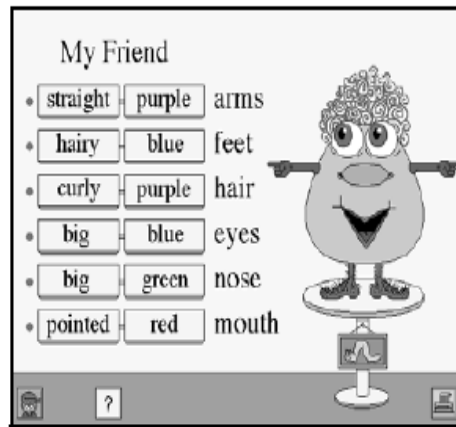 My Friend
straight purple arms
hairy blue feet
curly purple hair
big blue eyes
big green nose
pointed red mouth
?